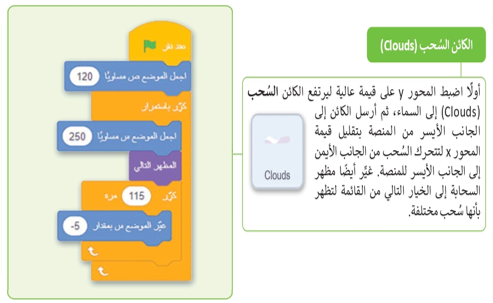 الكائن السُحب (Clouds)
أولًا اضبط المحور y على قيمة عالية ليرتفع الكائن السُحب
(Clouds) إلى السماء، ثم أرسل الكائن إلى
الجانب الأيسر من المنصة بتقليل قيمة
المحور x لتتحرك السُحب من الجانب الأيمن
إلى الجانب الأيسر للمنصة. غيِّر أيضًا مظهر
السحابة إلى الخيار التالي من القائمة لتظهر
بأنها سُحب مختلفة.
Clouds
عند نقر
اجعل الموضع ص مساويًا 120
كرِّر باستمرار
اجعل الموضع س مساويًا 250
المظهر التالي
كرِّر 115 مرة
غيِّر الموضع س بمقدار -5